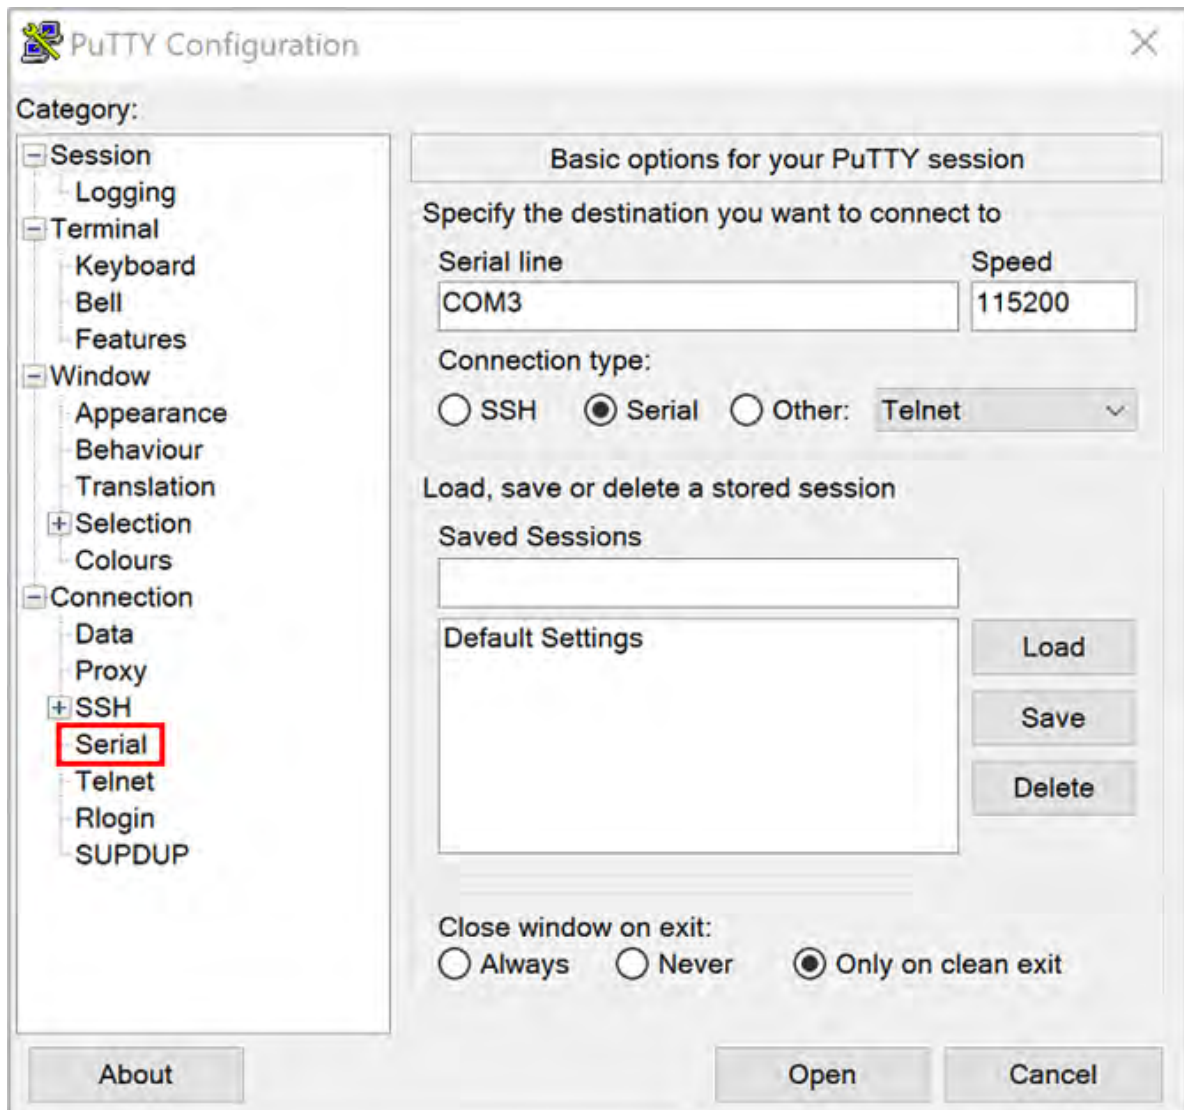 PuTTY Configuration
Category:
Session
Logging
Terminal
Keyboard
Bell
Features
Window
Appearance
Behaviour
Translation
Selection
Colours
Connection
Data
Proxy
SSH
Serial
Telnet
Rlogin
SUPDUP
Basic options for your PuTTY session
Specify the destination you want to connect to
Serial line Speed
COM3 115200
Connection type:
SSH Serial Other: Telnet
Load, save or delete a stored session
Saved Sessions
Default Settings
Load
Save
Delete
Close window on exit:
Always Never Only on clean exit
About Open Cancel